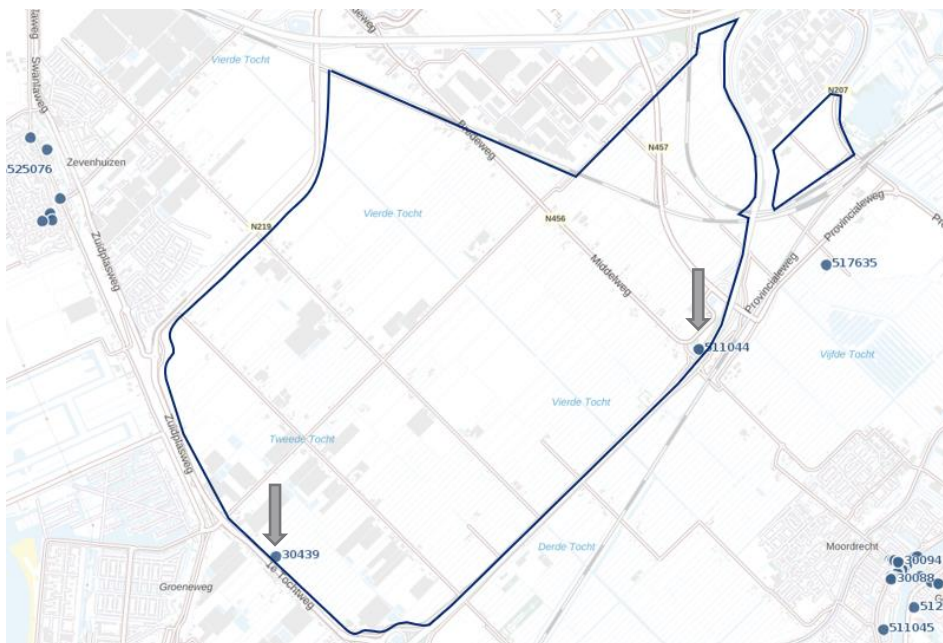 Swantaweg
Vierde Tocht
N207
Bredeweg
N457
Zevenhuizen
525076
Vierde Tocht
N219
N456
Provincialeweg
Zuidplasweg
Middelweg
Provincialeweg
517635
511044
Vijfde Tocht
Vierde Tocht
Zuidplasweg
Tweede Tocht
30439
Derde Tocht
Moordrecht
30094
1e Tochtweg
Groeneweg
30088
511045